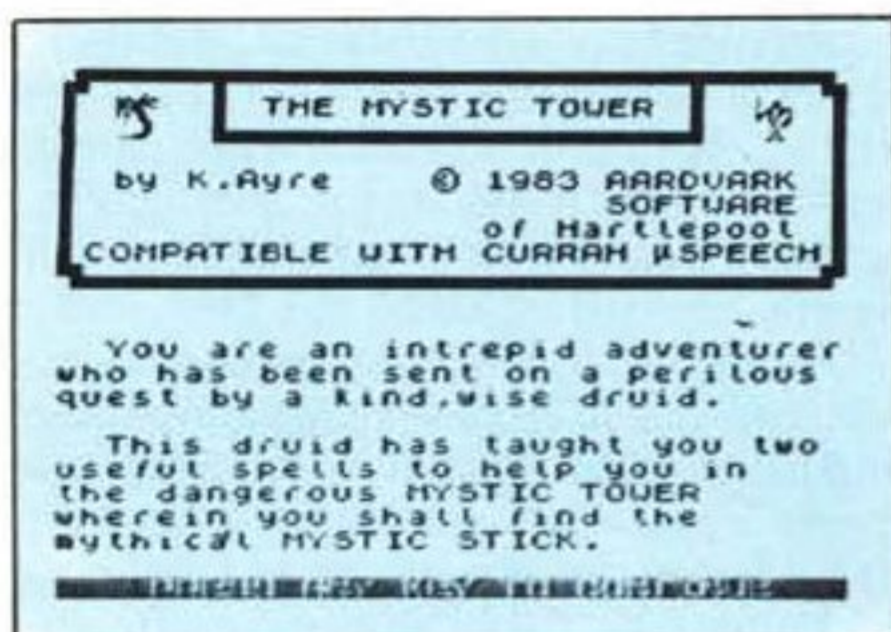 THE MYSTIC TOWER
by K.Ayre © 1983 AARDVARK
SOFTWARE
of Hartlepool
COMPATIBLE WITH CURRAH µSPEECH
You are an intrepid adventurer
who has been sent on a perilous
quest by a kind,wise druid.
This druid has taught you two
useful spells to help you in
the dangerous MYSTIC TOWER
wherein you shall find the
mythical MYSTIC STICK.